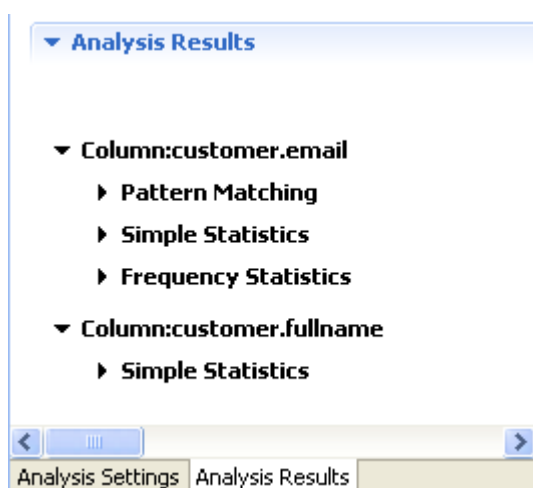 Analysis Results
Column:customer.email
Pattern Matching
Simple Statistics
Frequency Statistics
Column:customer.fullname
Simple Statistics
Analysis Settings Analysis Results